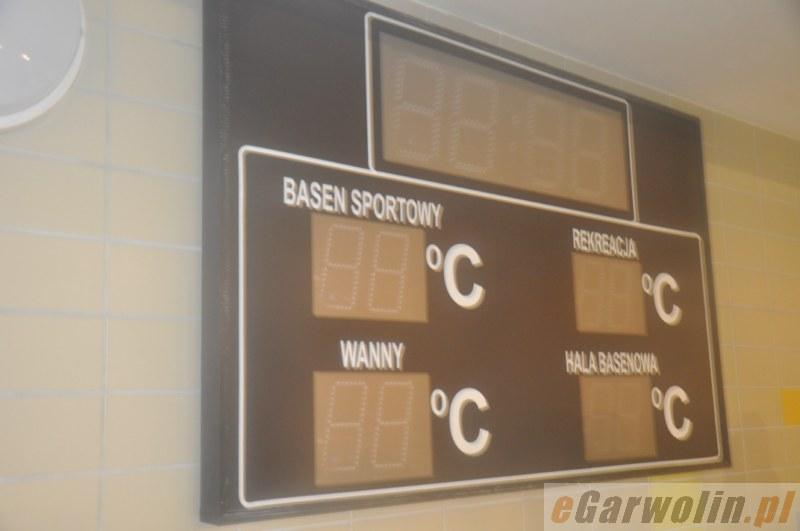 BASEN SPORTOWY
°C
REKREACJA
°C
WANNY
°C
HALA BASENOWA
°C
eGarwolin.pl